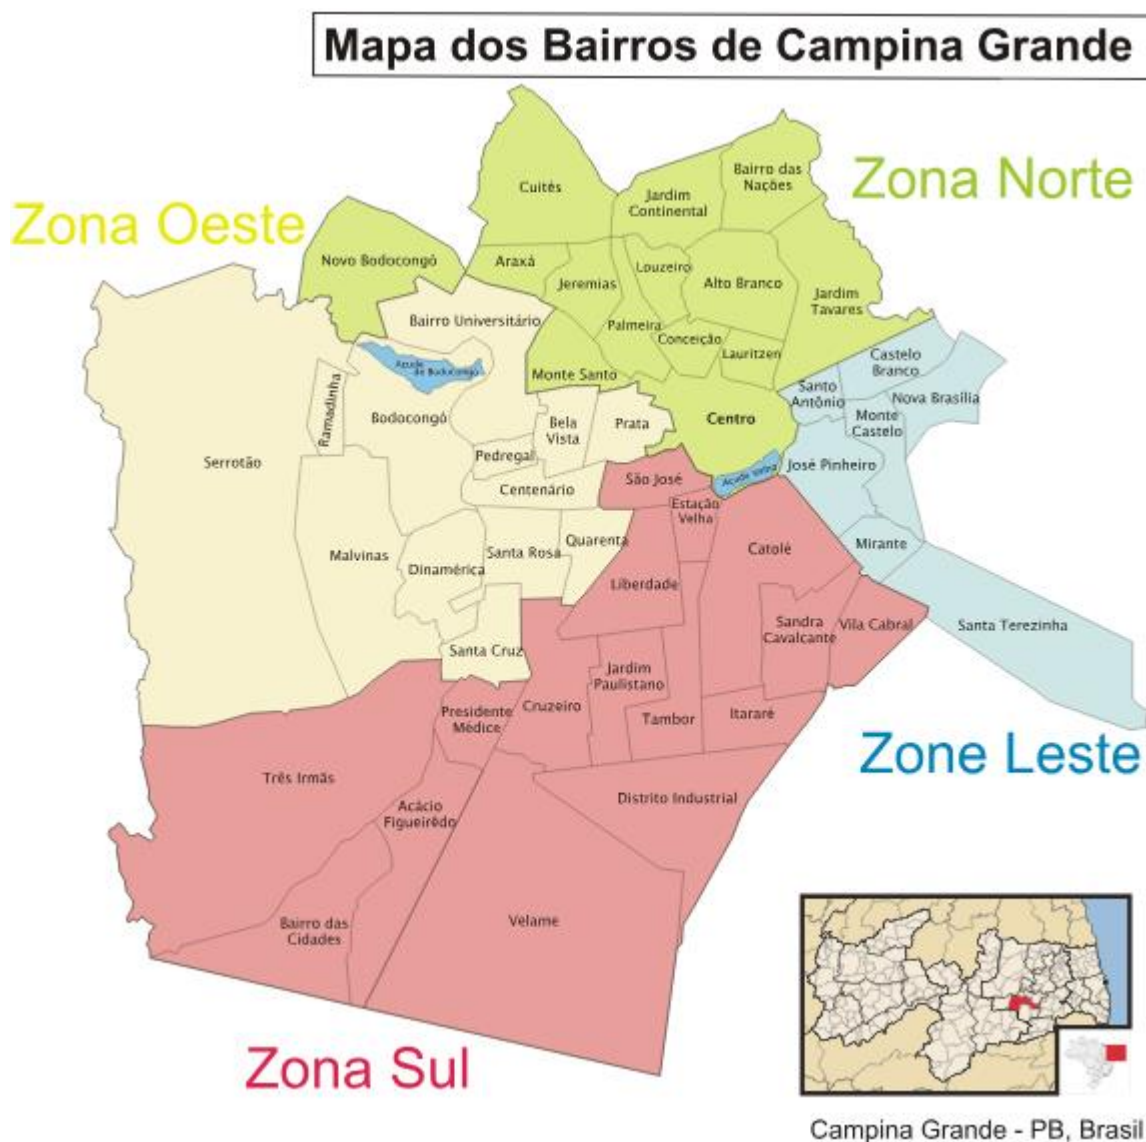 Mapa dos Bairros de Campina Grande
Zona Norte
Zona Oeste
Cuités
Jardim
Continental
Bairro das
Nações
Novo Bodocongó
Araxá
Jeremias
Louzeiro
Alto Branco
Jardim
Tavares
Bairro Universitário
Palmeira
Conceição
Lauritzen
Monte Santo
Centro
Açude
de Bodocongó
Ramadinha
Bodocongó
Serrotão
Bela
Vista
Prata
Pedregal
Centenário
Castelo
Branco
Santo
Antônio
Nova Brasília
Monte
Castelo
José Pinheiro
Açude Velho
São José
Estação
Velha
Catolé
Mirante
Malvinas
Dinamérica
Santa Rosa
Quarenta
Liberdade
Sandra
Cavalcante
Vila Cabral
Santa Terezinha
Santa Cruz
Jardim
Paulistano
Presidente
Médice
Cruzeiro
Tambor
Itararé
Zone Leste
Três Irmãs
Acácio
Figueirêdo
Distrito Industrial
Bairro das
Cidades
Velame
Zona Sul
Campina Grande - PB, Brasil